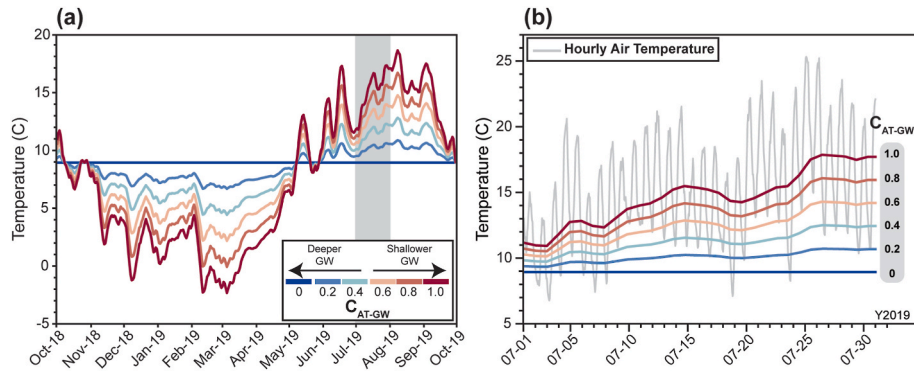 (a)
Temperature (C)
20
15
10
5
0
-5
Oct-18
Nov-18
Dec-18
Jan-19
Feb-19
Mar-19
Apr-19
May-19
Jun-19
Jul-19
Aug-19
Sep-19
Oct-19
Deeper
GW
Shallower
GW
0 0.2 0.4 0.6 0.8 1.0
C_AT-GW
(b)
Hourly Air Temperature
Temperature (C)
25
20
15
10
5
07-01
07-05
07-10
07-15
07-20
07-25
07-30
C_AT-GW
1.0
0.8
0.6
0.4
0.2
0
Y2019